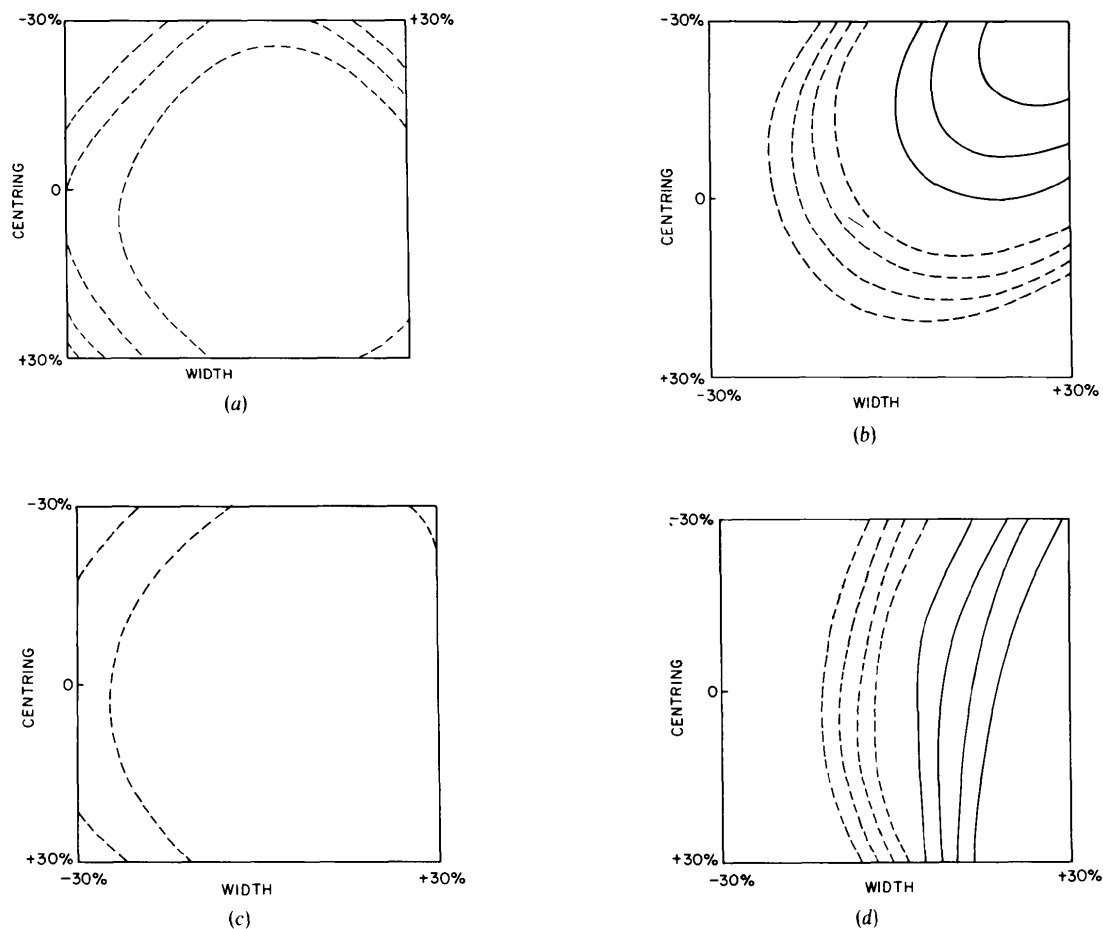 -30%
+30%
CENTRING
0
+30%
WIDTH
(a)
-30%
CENTRING
0
+30%
-30%
WIDTH
+30%
(b)
-30%
CENTRING
0
+30%
-30%
WIDTH
+30%
(c)
-30%
CENTRING
0
+30%
-30%
WIDTH
+30%
(d)